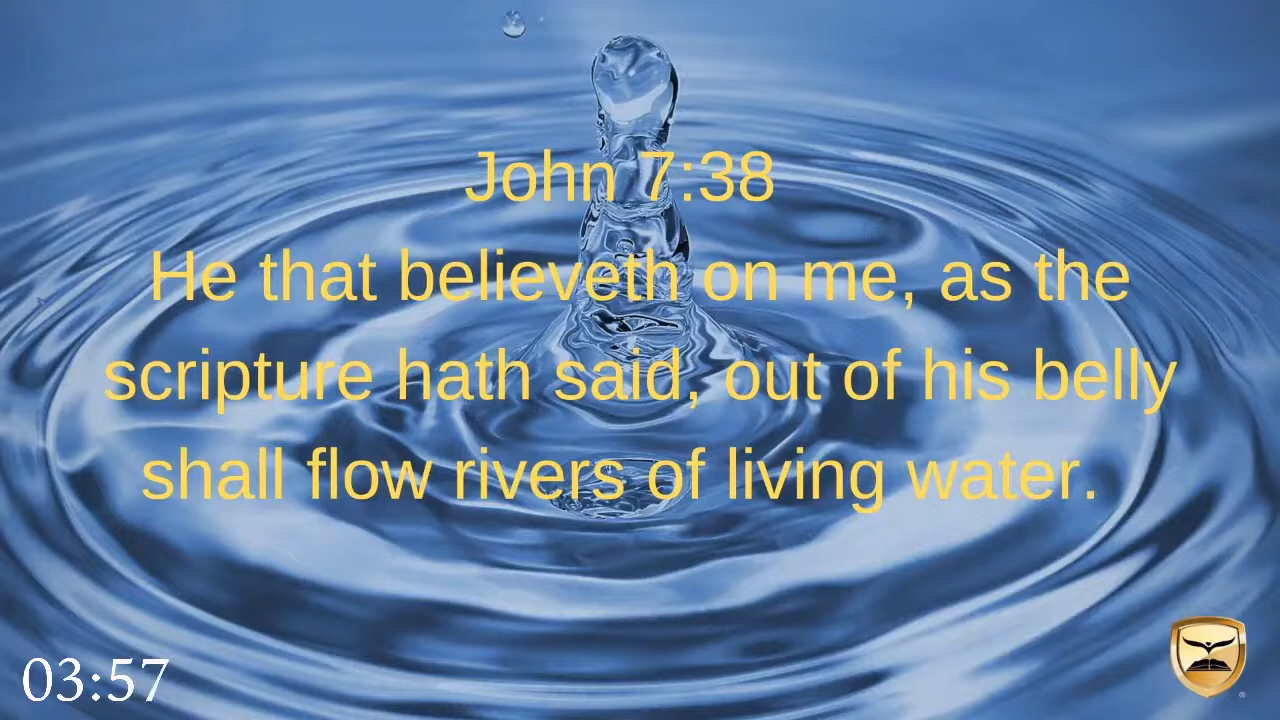 John 7:38
He that believeth on me, as the
scripture hath said, out of his belly
shall flow rivers of living water.
03:57
®